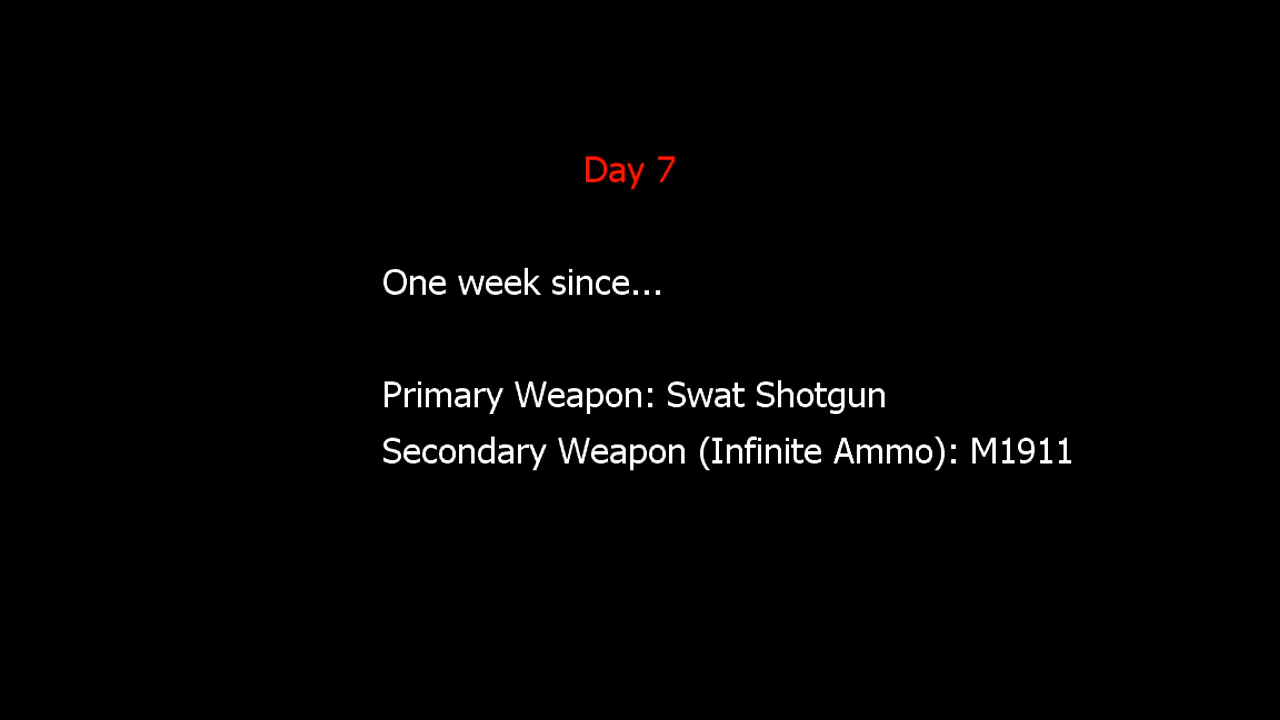 Day 7
One week since...
Primary Weapon: Swat Shotgun
Secondary Weapon (Infinite Ammo): M1911